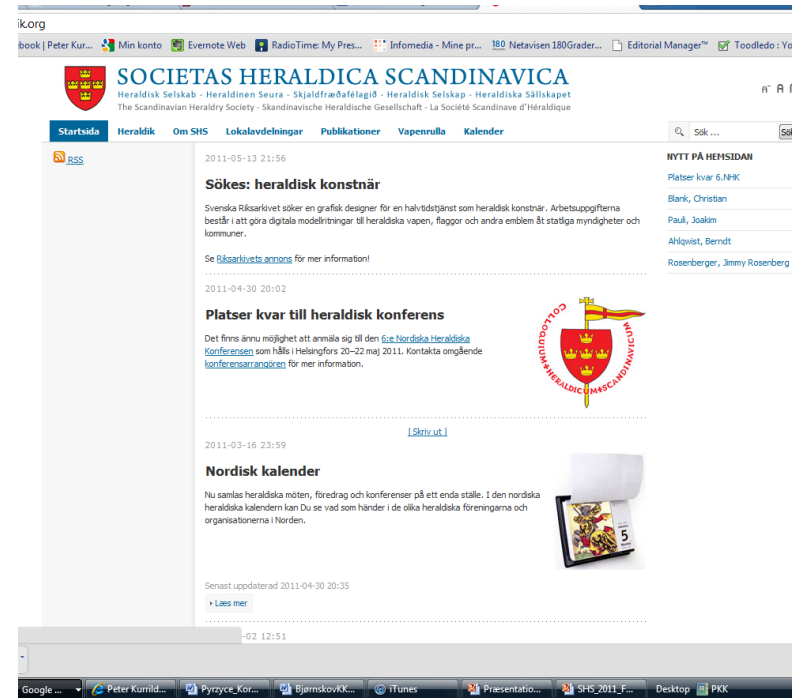 ik.org
ebook | Peter Kur... Min konto Evernote Web RadioTime: My Pres... Infomedia - Mine pr... 180 Netavisen 180Grader... Editorial Manager™ Toodledo : Yo
SOCIETAS HERALDICA SCANDINAVICA
Heraldisk Selskab - Heraldinen Seura - Skjaldfræðafélagið - Heraldisk Selskap - Heraldiska Sällskapet
The Scandinavian Heraldry Society - Skandinavische Heraldische Gesellschaft - La Société Scandinave d'Héraldique
A⁻ A
Startsida Heraldik Om SHS Lokalavdelningar Publikationer Vapenrulla Kalender
Sök ... Sök
RSS
2011-05-13 21:56
Sökes: heraldisk konstnär
Svenska Riksarkivet söker en grafisk designer för en halvtidstjänst som heraldisk konstnär. Arbetsuppgifterna
består i att göra digitala modellritningar till heraldiska vapen, flaggor och andra emblem åt statliga myndigheter och
kommuner.
Se Riksarkivets annons för mer information!
2011-04-30 20:02
Platser kvar till heraldisk konferens
Det finns ännu möjlighet att anmäla sig till den 6:e Nordiska Heraldiska
Konferensen som hålls i Helsingfors 20–22 maj 2011. Kontakta omgående
konferensarrangören för mer information.
COLLOQUIUM+HERALDICUM+SCANDINAVICUM
| Skriv ut |
2011-03-16 23:59
Nordisk kalender
Nu samlas heraldiska möten, föredrag och konferenser på ett enda ställe. I den nordiska
heraldiska kalendern kan Du se vad som händer i de olika heraldiska föreningarna och
organisationerna i Norden.
5
Senast uppdaterad 2011-04-30 20:35
Læs mer
-02 12:51
NYTT PÅ HEMSIDAN
Platser kvar 6.NHK
Blank, Christian
Pauli, Joakim
Ahlqwist, Berndt
Rosenberger, Jimmy Rosenberg
Google ... Peter Kurrild... Pyrzyce_Kor... BjørnskovKK... iTunes Præsentatio... SHS_2011_F... Desktop PKK